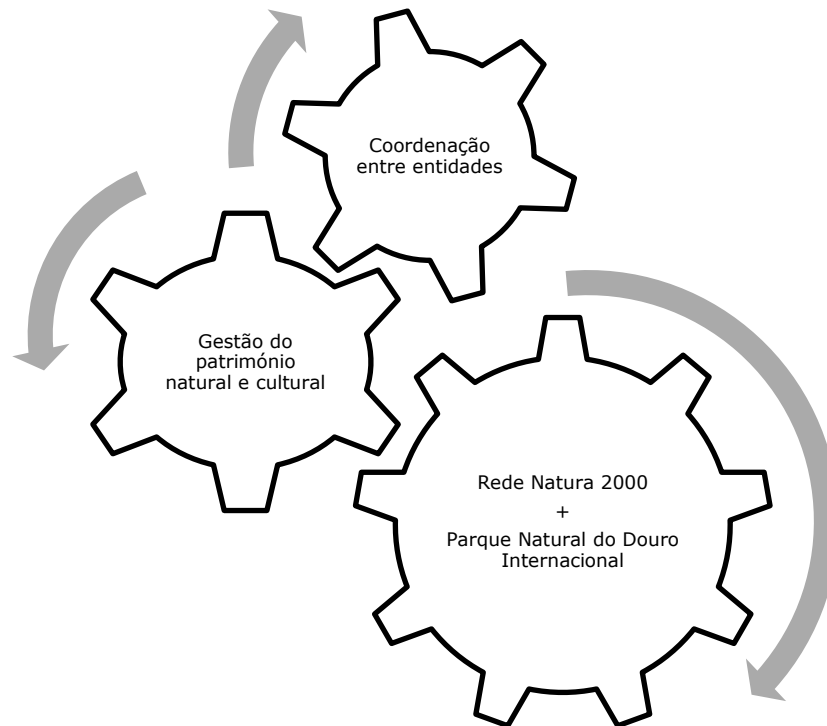 Coordenação
entre entidades
Gestão do
património
natural e cultural
Rede Natura 2000
+
Parque Natural do Douro
Internacional